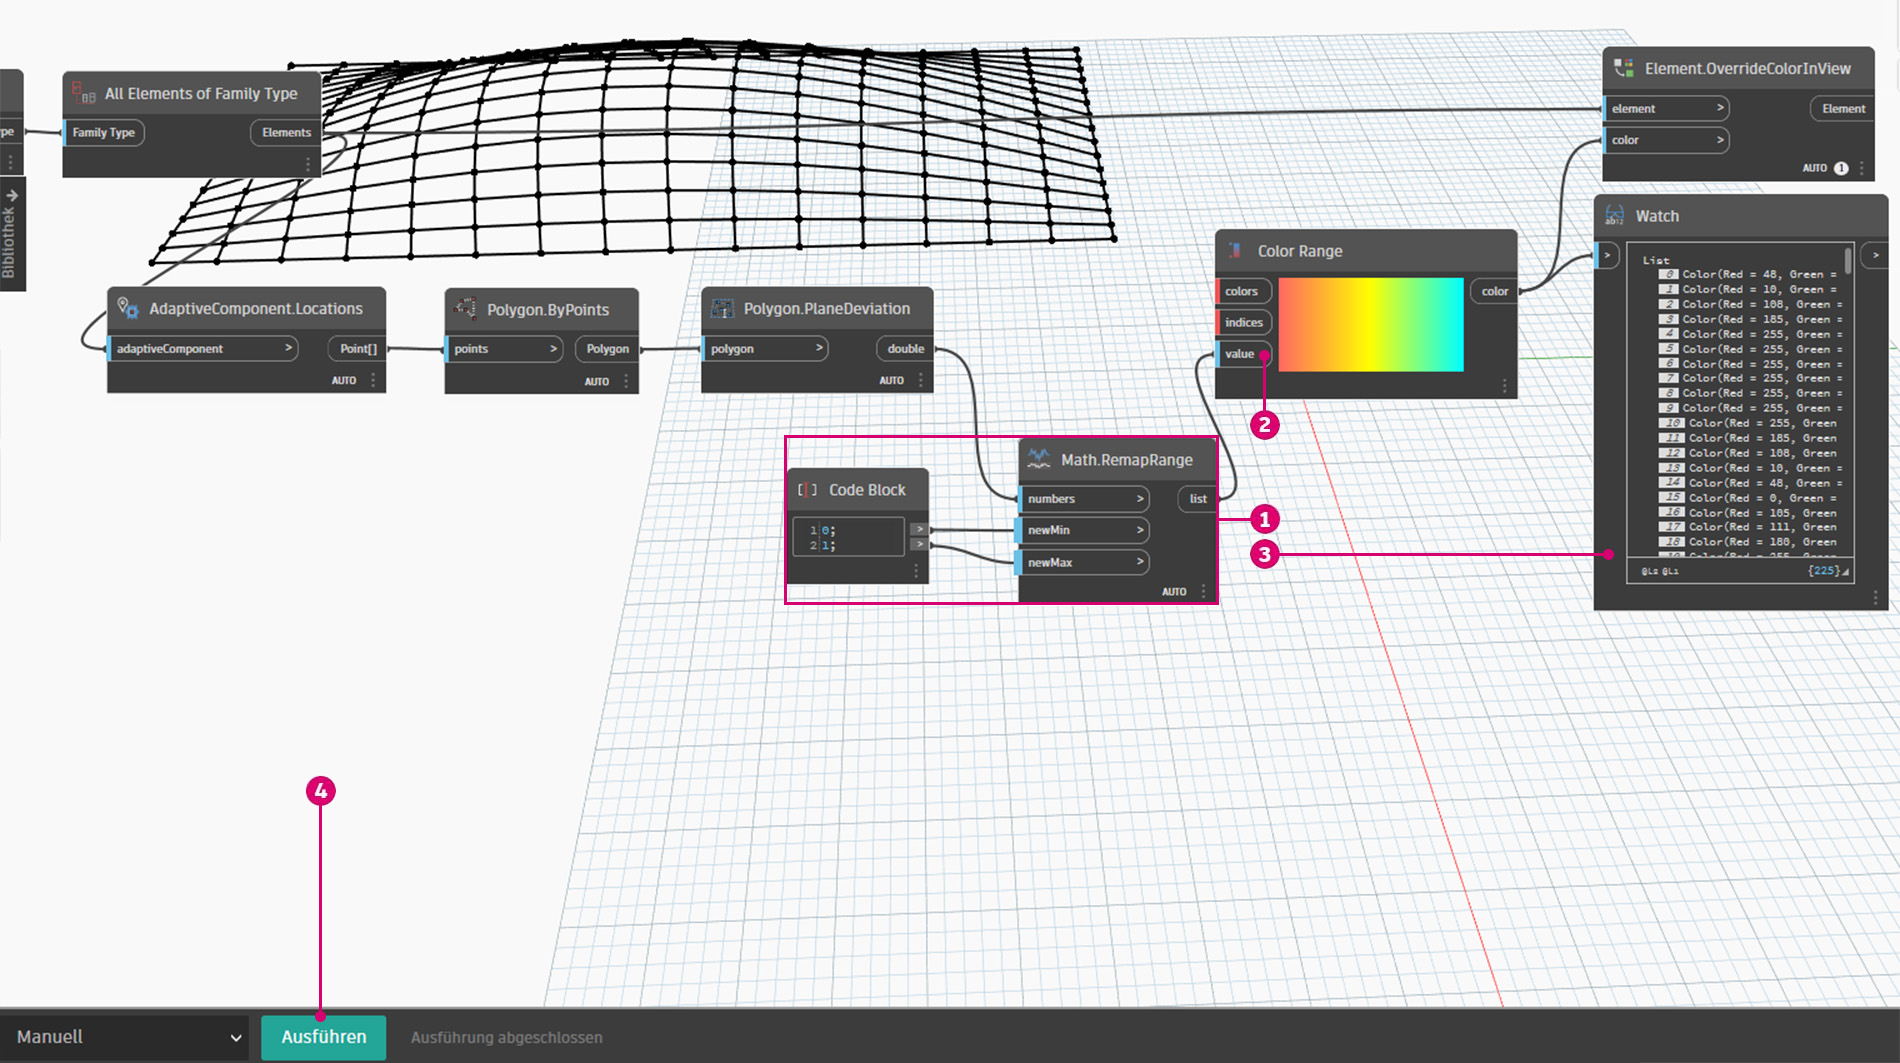 pe
Bibliothek
All Elements of Family Type
Family Type
Elements
AdaptiveComponent.Locations
adaptiveComponent >
Point[]
AUTO
Polygon.ByPoints
points >
Polygon
AUTO
Polygon.PlaneDeviation
polygon >
double
AUTO
Code Block
1 0; >
2 1; >
Math.RemapRange
numbers >
list
newMin >
newMax >
AUTO
Color Range
colors
indices
value
color
1
2
3
4
Element.OverrideColorInView
element >
Element
color >
AUTO 1
Watch
>
>
List
0 Color(Red = 48, Green =
1 Color(Red = 10, Green =
2 Color(Red = 108, Green =
3 Color(Red = 185, Green =
4 Color(Red = 255, Green =
5 Color(Red = 255, Green =
6 Color(Red = 255, Green =
7 Color(Red = 255, Green =
8 Color(Red = 255, Green =
9 Color(Red = 255, Green =
10 Color(Red = 255, Green
11 Color(Red = 185, Green
12 Color(Red = 108, Green
13 Color(Red = 10, Green =
14 Color(Red = 48, Green =
15 Color(Red = 0, Green =
16 Color(Red = 105, Green
17 Color(Red = 111, Green
18 Color(Red = 180, Green
@L2 @L1
{225}
Manuell
Ausführen
Ausführung abgeschlossen